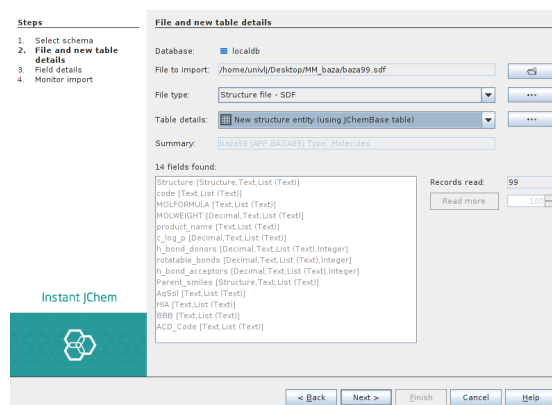 Steps
1. Select schema
2. File and new table
details
3. Field details
4. Monitor import
File and new table details
Database: localdb
File to import: /home/univlj/Desktop/MM_baza/baza99.sdf
File type: Structure file - SDF
Table details: New structure entity (using JChemBase table)
Summary: baza99 [APP.BAZA99] Type: Molecules
14 fields found:
Structure [Structure,Text,List (Text)]
code [Text,List (Text)]
MOLFORMULA [Text,List (Text)]
MOLWEIGHT [Decimal,Text,List (Text)]
product_name [Text,List (Text)]
c_log_p [Decimal,Text,List (Text)]
h_bond_donors [Decimal,Text,List (Text),Integer]
rotatable_bonds [Decimal,Text,List (Text),Integer]
h_bond_acceptors [Decimal,Text,List (Text),Integer]
Parent_smiles [Structure,Text,List (Text)]
AqSol [Text,List (Text)]
HIA [Text,List (Text)]
BBB [Text,List (Text)]
ACD_Code [Text,List (Text)]
Records read: 99
Read more 100
Instant JChem
< Back Next > Finish Cancel Help